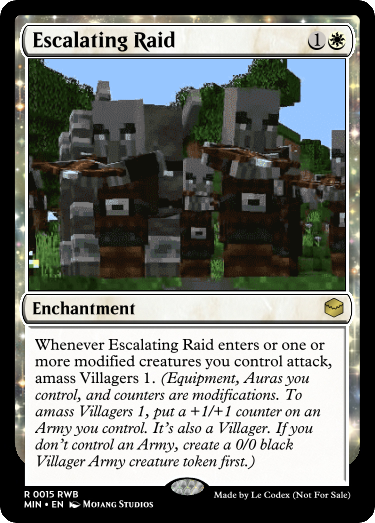 Escalating Raid 1
Enchantment
Whenever Escalating Raid enters or one or
more modified creatures you control attack,
amass Villagers 1. (Equipment, Auras you
control, and counters are modifications. To
amass Villagers 1, put a +1/+1 counter on an
Army you control. It's also a Villager. If you
don't control an Army, create a 0/0 black
Villager Army creature token first.)
R 0015 RWB
MIN • EN Mojang Studios
Made by Le Codex (Not For Sale)